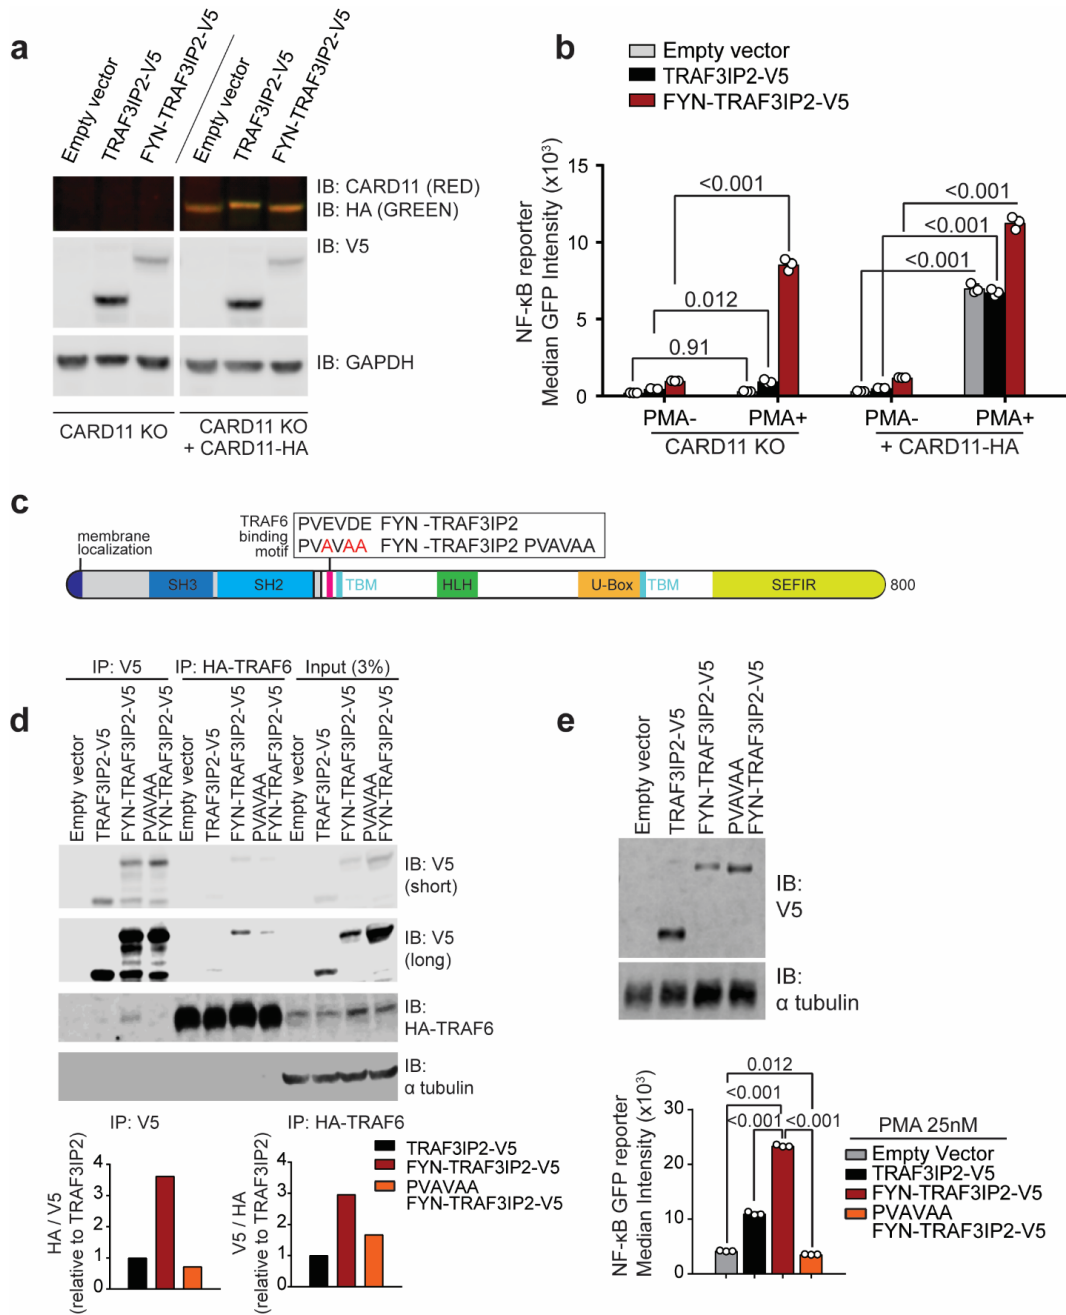 a
Empty vector
TRAF3IP2-V5
FYN-TRAF3IP2-V5
Empty vector
TRAF3IP2-V5
FYN-TRAF3IP2-V5
IB: CARD11 (RED)
IB: HA (GREEN)
IB: V5
IB: GAPDH
CARD11 KO
CARD11 KO
+ CARD11-HA
b
Empty vector
TRAF3IP2-V5
FYN-TRAF3IP2-V5
NF-κB reporter
Median GFP Intensity (x10³)
15
10
5
0
<0.001
0.012
0.91
<0.001
<0.001
<0.001
PMA-
PMA+
PMA-
PMA+
CARD11 KO
+ CARD11-HA
c
membrane
localization
TRAF6
binding
motif
PVEVDE FYN -TRAF3IP2
PVAVAA FYN -TRAF3IP2 PVAVAA
SH3
SH2
TBM
HLH
U-Box
TBM
SEFIR
800
d
IP: V5
IP: HA-TRAF6
Input (3%)
Empty vector
TRAF3IP2-V5
FYN-TRAF3IP2-V5
PVAVAA
FYN-TRAF3IP2-V5
Empty vector
TRAF3IP2-V5
FYN-TRAF3IP2-V5
PVAVAA
FYN-TRAF3IP2-V5
Empty vector
TRAF3IP2-V5
FYN-TRAF3IP2-V5
PVAVAA
FYN-TRAF3IP2-V5
IB: V5
(short)
IB: V5
(long)
IB:
HA-TRAF6
IB:
α tubulin
IP: V5
HA / V5
(relative to TRAF3IP2)
4
3
2
1
0
IP: HA-TRAF6
V5 / HA
(relative to TRAF3IP2)
4
3
2
1
0
TRAF3IP2-V5
FYN-TRAF3IP2-V5
PVAVAA
FYN-TRAF3IP2-V5
e
Empty vector
TRAF3IP2-V5
FYN-TRAF3IP2-V5
PVAVAA
FYN-TRAF3IP2-V5
IB:
V5
IB:
α tubulin
NF-κB GFP reporter
Median Intensity (x10³)
30
20
10
0
0.012
<0.001
<0.001
<0.001
PMA 25nM
Empty Vector
TRAF3IP2-V5
FYN-TRAF3IP2-V5
PVAVAA
FYN-TRAF3IP2-V5